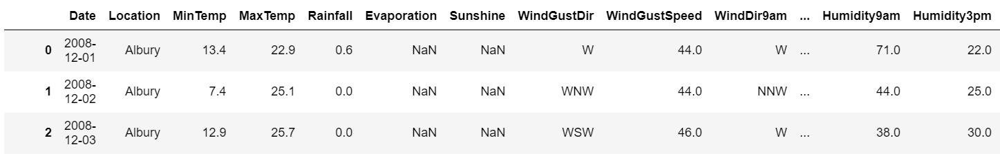 Date Location MinTemp MaxTemp Rainfall Evaporation Sunshine WindGustDir WindGustSpeed WindDir9am ... Humidity9am Humidity3pm
0 2008-12-01 Albury 13.4 22.9 0.6 NaN NaN W 44.0 W ... 71.0 22.0
1 2008-12-02 Albury 7.4 25.1 0.0 NaN NaN WNW 44.0 NNW ... 44.0 25.0
2 2008-12-03 Albury 12.9 25.7 0.0 NaN NaN WSW 46.0 W ... 38.0 30.0